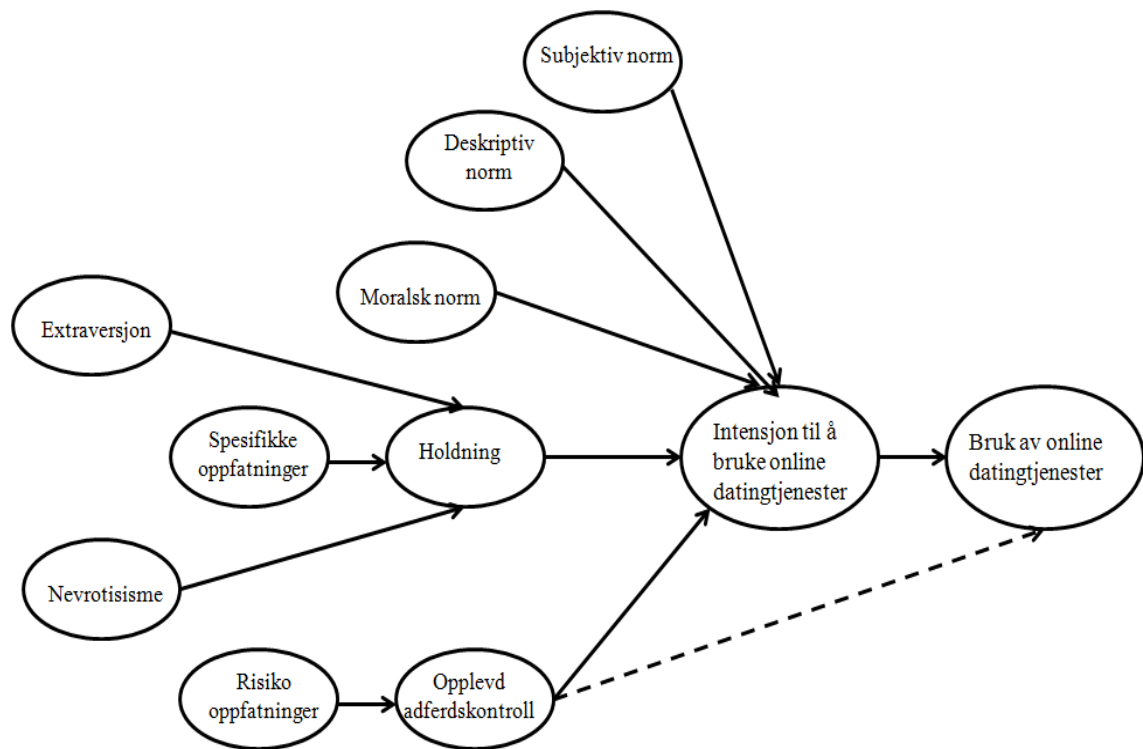 Subjektiv norm
Deskriptiv
norm
Moralsk norm
Extraversjon
Spesifikke
oppfatninger
Holdning
Intensjon til å
bruke online
datingtjenester
Bruk av online
datingtjenester
Nevrotisisme
Risiko
oppfatninger
Opplevd
adferdskontroll